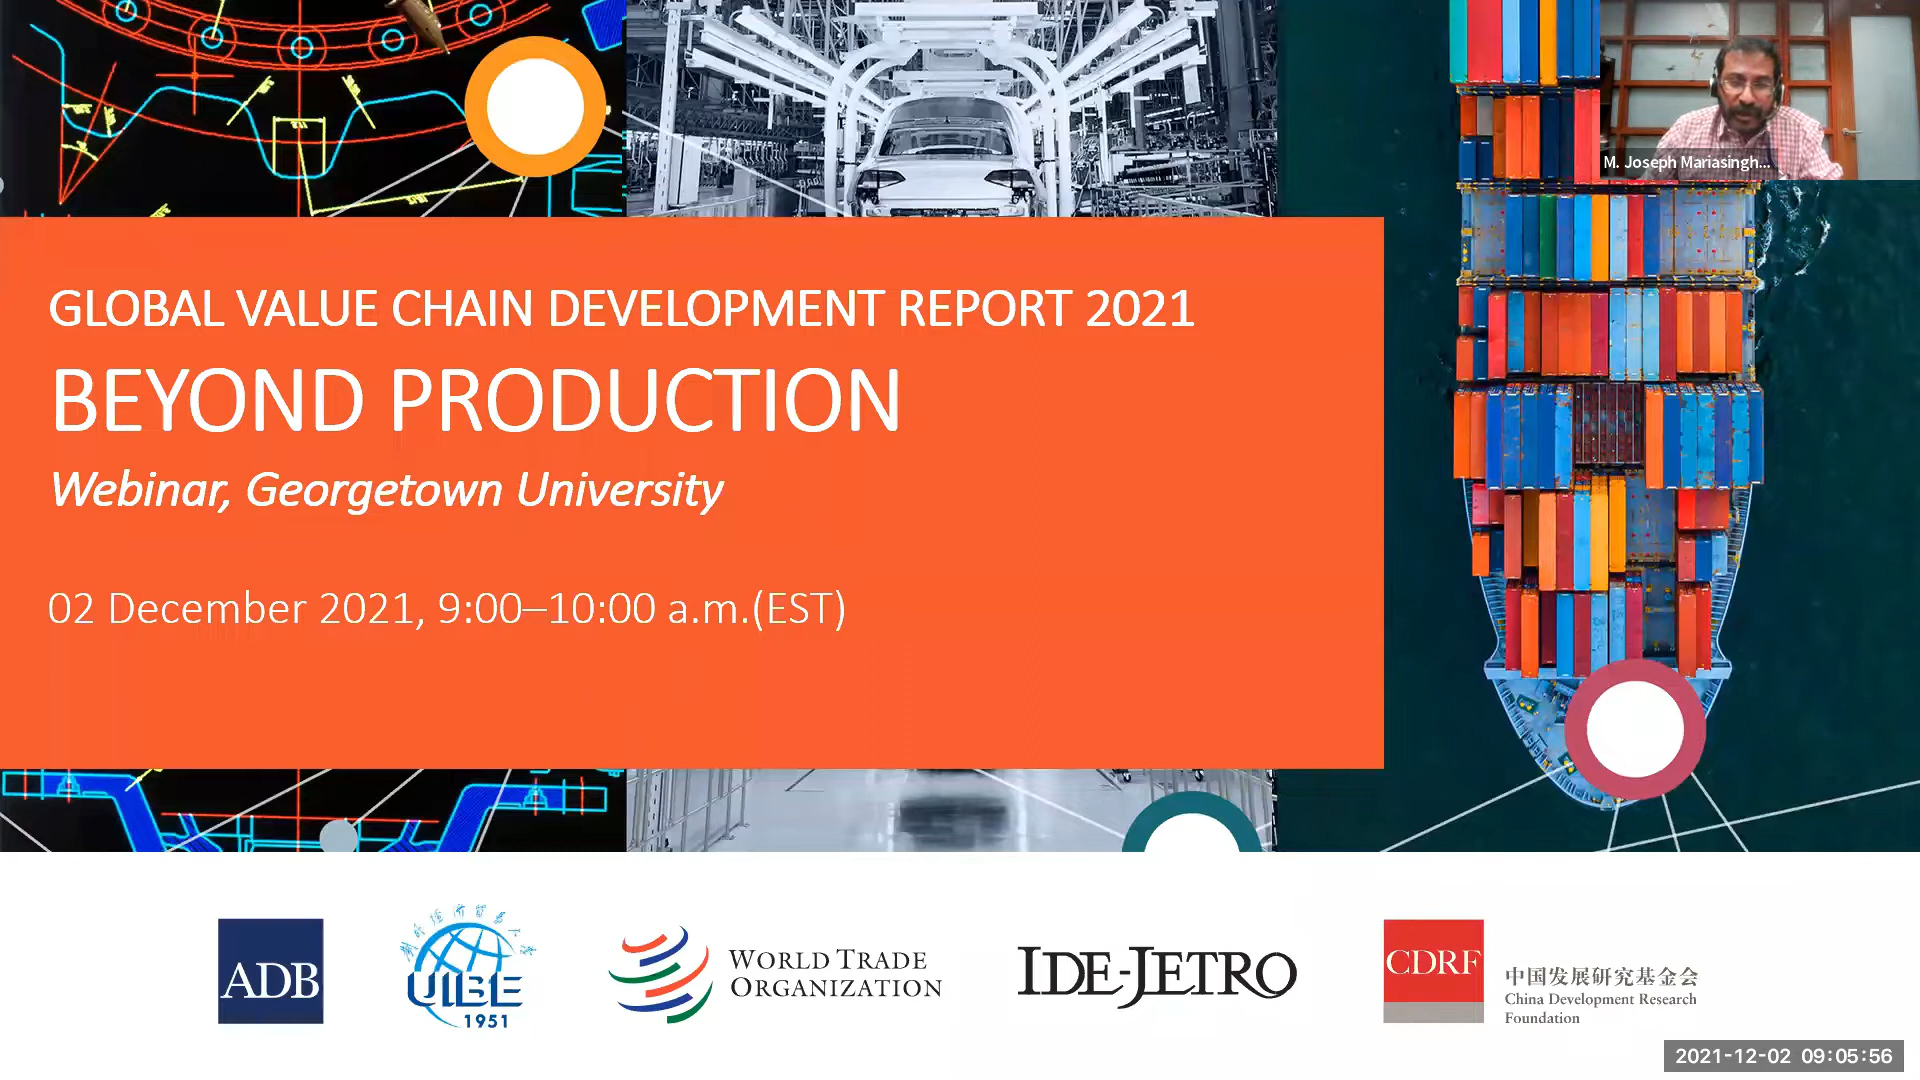 M. Joseph Mariasingh...
GLOBAL VALUE CHAIN DEVELOPMENT REPORT 2021
BEYOND PRODUCTION
Webinar, Georgetown University
02 December 2021, 9:00–10:00 a.m.(EST)
ADB
UIBE
1951
WORLD TRADE
ORGANIZATION
IDE-JETRO
CDRF
中国发展研究基金会
China Development Research
Foundation
2021-12-02 09:05:56